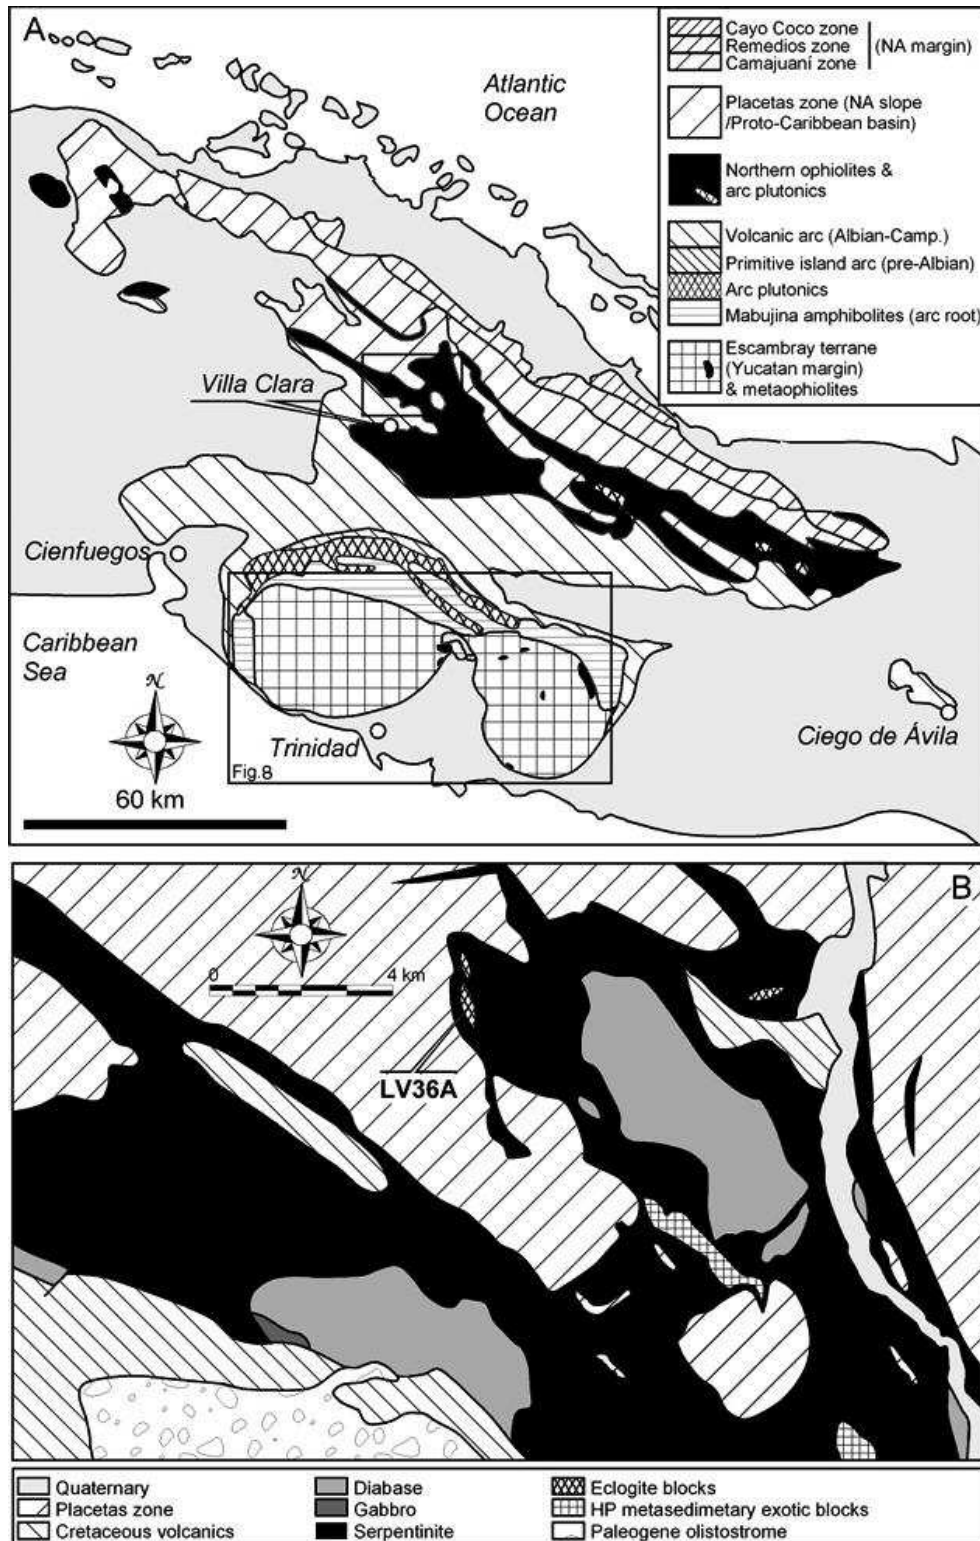 A
Atlantic
Ocean
Cayo Coco zone
Remedios zone
Camajuaní zone
(NA margin)
Placetas zone (NA slope
/Proto-Caribbean basin)
Northern ophiolites &
arc plutonics
Volcanic arc (Albian-Camp.)
Primitive island arc (pre-Albian)
Arc plutonics
Mabujina amphibolites (arc root)
Escambray terrane
(Yucatan margin)
& metaophiolites
Villa Clara
Cienfuegos
Caribbean
Sea
N
Trinidad
Ciego de Ávila
Fig.8
60 km
B
N
0 4 km
LV36A
Quaternary
Placetas zone
Cretaceous volcanics
Diabase
Gabbro
Serpentinite
Eclogite blocks
HP metasedimetary exotic blocks
Paleogene olistostrome